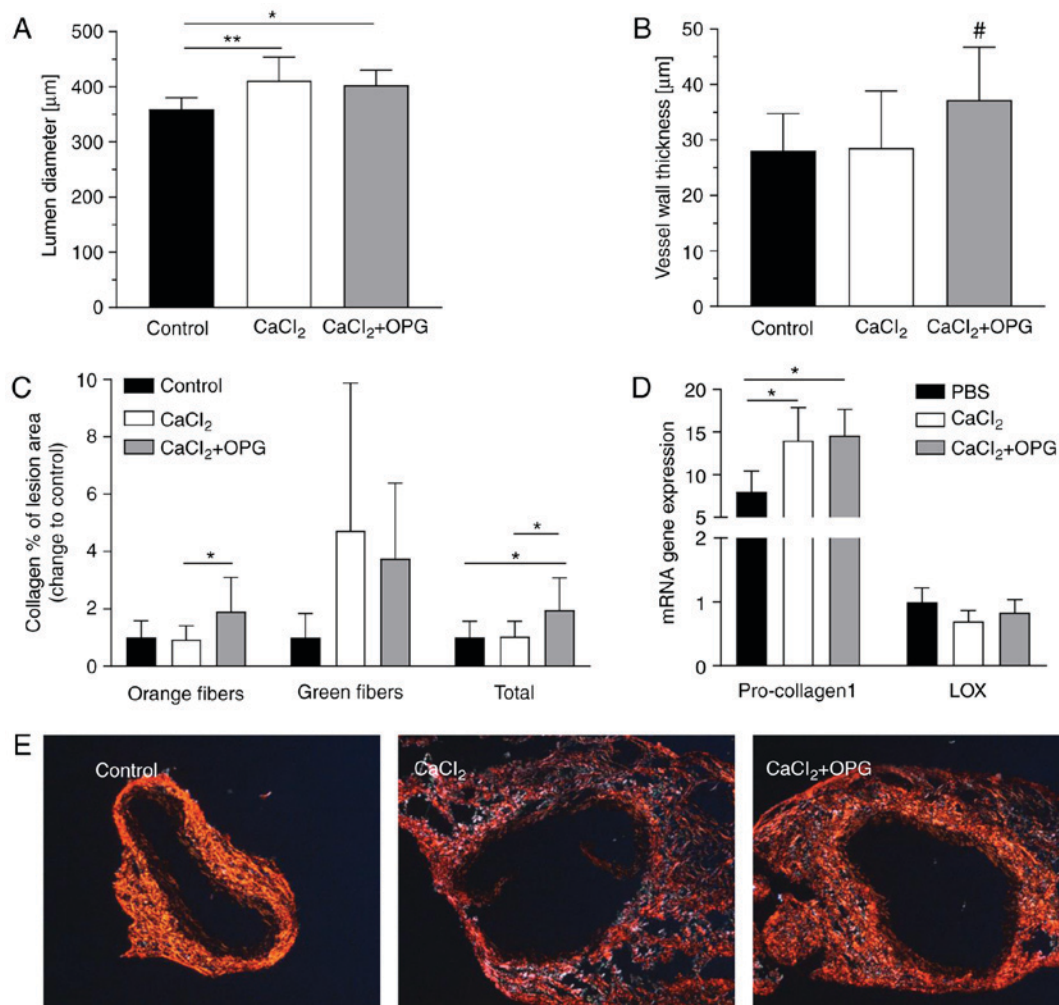 A
Lumen diameter [µm]
500
400
300
200
100
0
*
**
Control
CaCl₂
CaCl₂+OPG
B
Vessel wall thickness [µm]
50
40
30
20
10
0
#
Control
CaCl₂
CaCl₂+OPG
C
Collagen % of lesion area
(change to control)
10
8
6
4
2
0
Control
CaCl₂
CaCl₂+OPG
*
*
*
Orange fibers
Green fibers
Total
D
mRNA gene expression
20
15
10
5
2
1
0
*
*
PBS
CaCl₂
CaCl₂+OPG
Pro-collagen1
LOX
E
Control
CaCl₂
CaCl₂+OPG